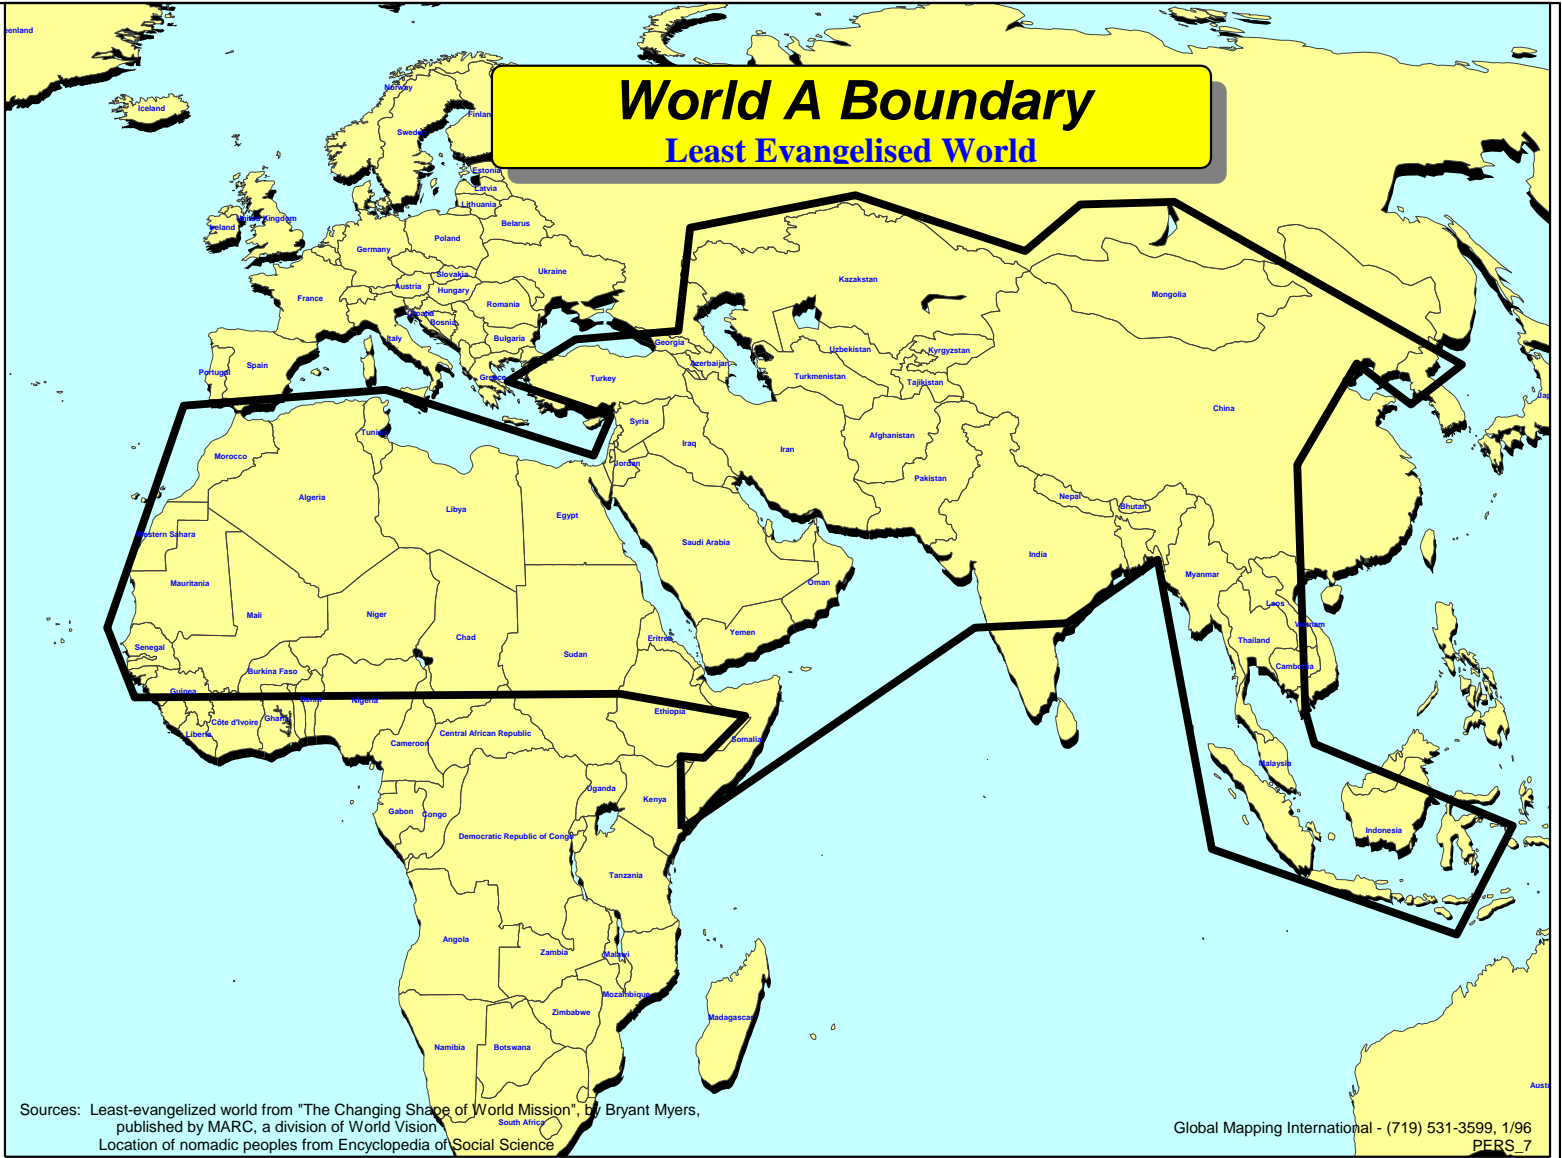 World A Boundary
Least Evangelised World
Iceland
Norway
Sweden
Estonia
Latvia
Lithuania
Belarus
United Kingdom
Ireland
Poland
Germany
Slovakia
Ukraine
Austria
Hungary
France
Romania
Croatia
Bosnia
Italy
Bulgaria
Portugal
Spain
Greece
Turkey
Georgia
Azerbaijan
Kazakstan
Mongolia
Uzbekistan
Kyrgyzstan
Turkmenistan
Tajikistan
China
Syria
Iraq
Iran
Afghanistan
Jordan
Pakistan
Nepal
Bhutan
India
Myanmar
Laos
Vietnam
Thailand
Cambodia
Malaysia
Indonesia
Morocco
Algeria
Libya
Egypt
Saudi Arabia
Oman
Yemen
Mauritania
Mali
Niger
Chad
Sudan
Eritrea
Senegal
Burkina Faso
Guinea
Benin
Nigeria
Ghana
Côte d'Ivoire
Liberia
Cameroon
Central African Republic
Ethiopia
Somalia
Uganda
Kenya
Gabon
Congo
Democratic Republic of Congo
Tanzania
Angola
Zambia
Malawi
Mozambique
Zimbabwe
Madagascar
Namibia
Botswana
South Africa
Sources: Least-evangelized world from "The Changing Shape of World Mission", by Bryant Myers,
published by MARC, a division of World Vision
Location of nomadic peoples from Encyclopedia of Social Science
Global Mapping International - (719) 531-3599, 1/96
PERS_7